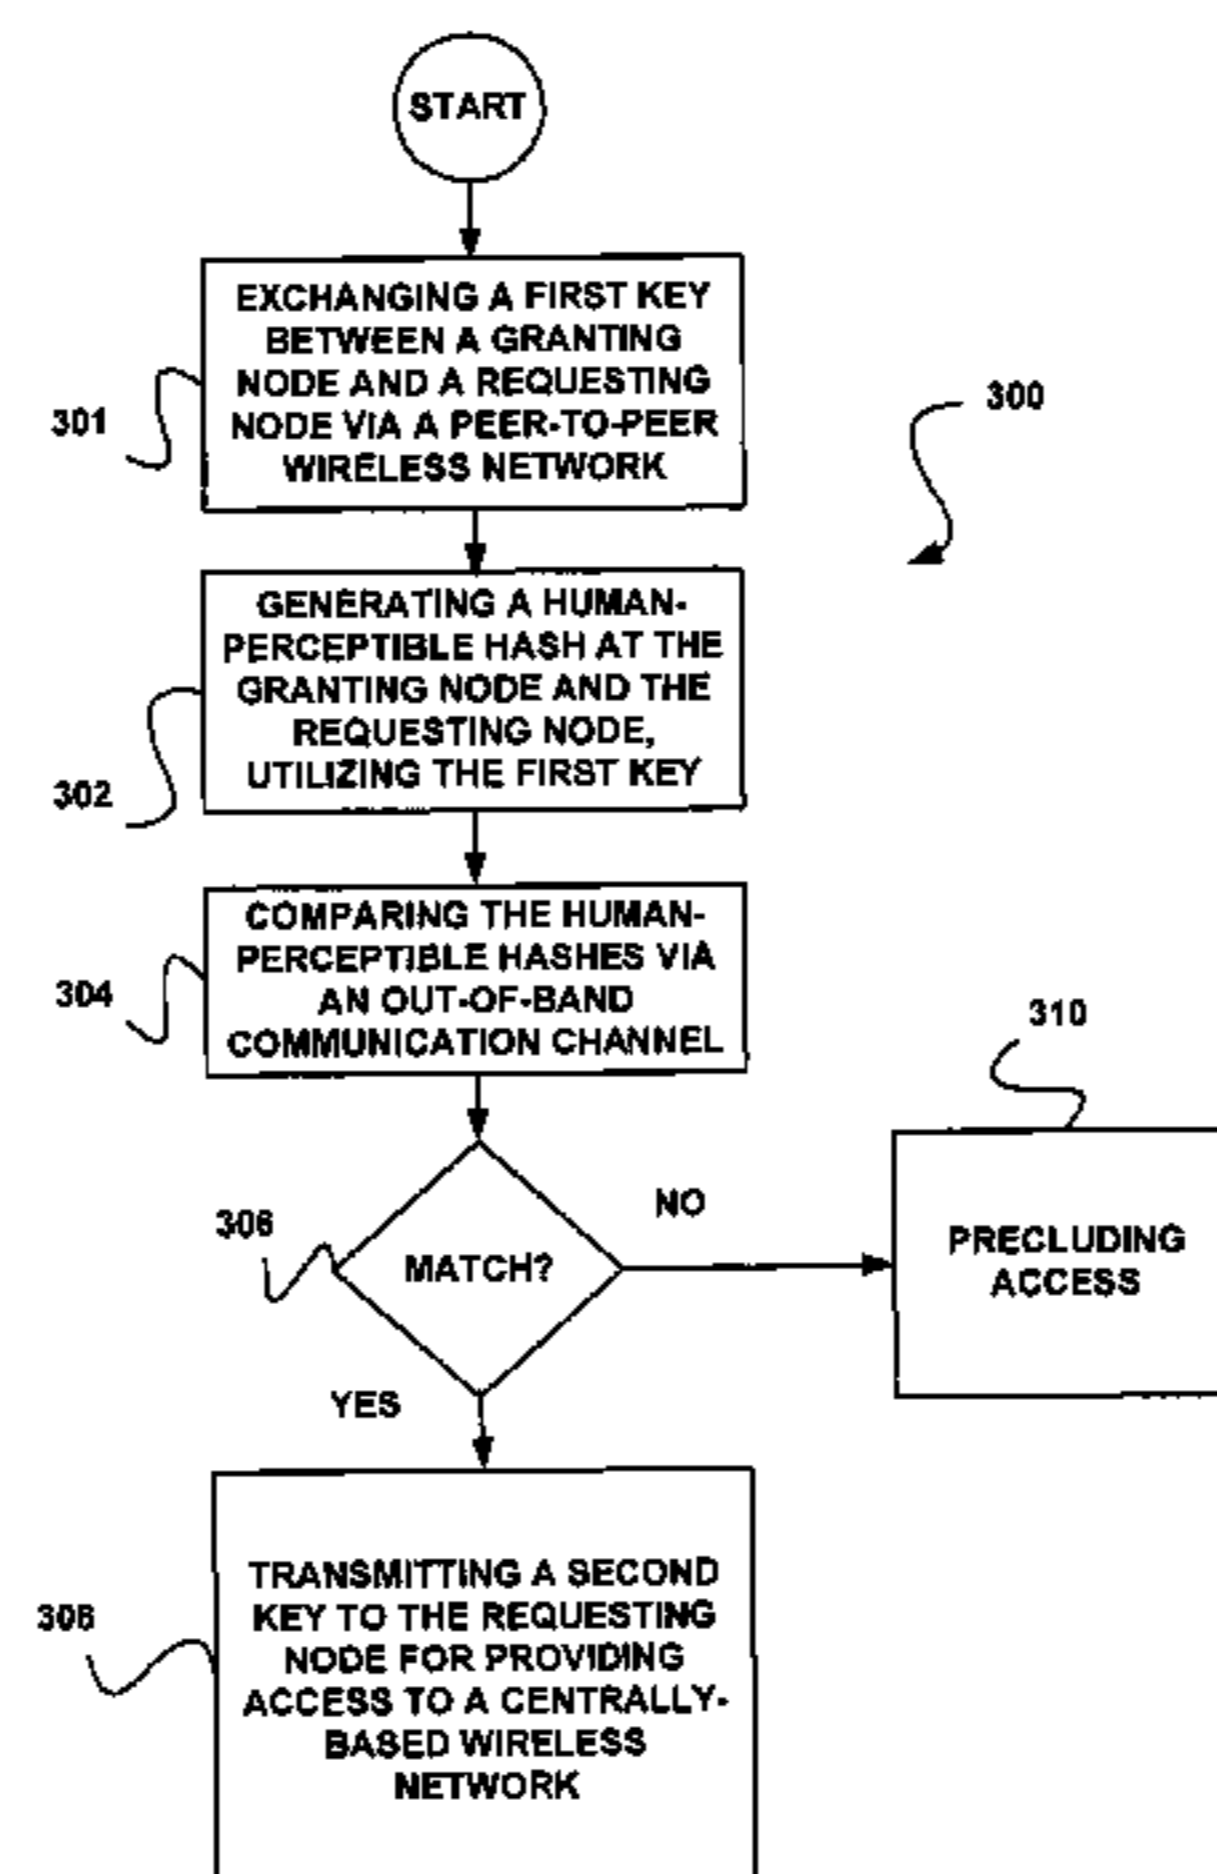 START
EXCHANGING A FIRST KEY
BETWEEN A GRANTING
NODE AND A REQUESTING
NODE VIA A PEER-TO-PEER
WIRELESS NETWORK
301
300
GENERATING A HUMAN-
PERCEPTIBLE HASH AT THE
GRANTING NODE AND THE
REQUESTING NODE,
UTILIZING THE FIRST KEY
302
COMPARING THE HUMAN-
PERCEPTIBLE HASHES VIA
AN OUT-OF-BAND
COMMUNICATION CHANNEL
304
310
306
MATCH?
NO
PRECLUDING
ACCESS
YES
TRANSMITTING A SECOND
KEY TO THE REQUESTING
NODE FOR PROVIDING
ACCESS TO A CENTRALLY-
BASED WIRELESS
NETWORK
308